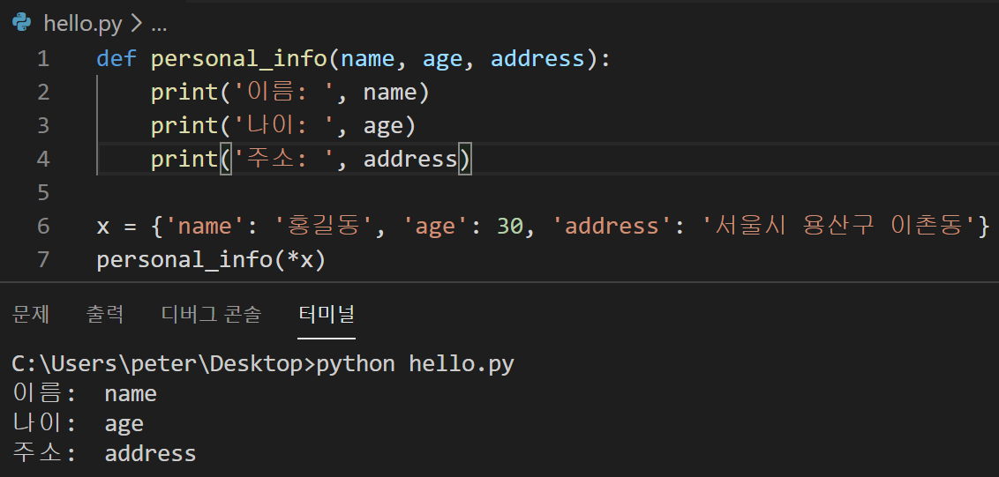 hello.py > ...
1 def personal_info(name, age, address):
2     print('이름: ', name)
3     print('나이: ', age)
4     print('주소: ', address)
5
6 x = {'name': '홍길동', 'age': 30, 'address': '서울시 용산구 이촌동'}
7 personal_info(*x)
문제 출력 디버그 콘솔 터미널
C:\Users\peter\Desktop>python hello.py
이름:  name
나이:  age
주소:  address